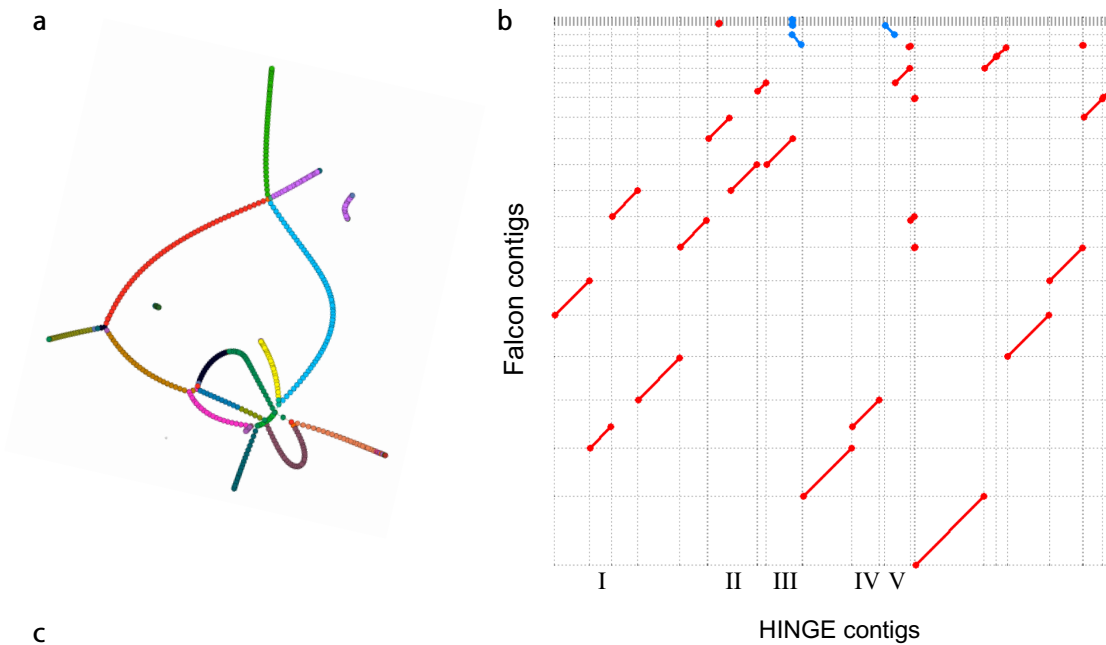 a
b
Falcon contigs
I II III IV V
HINGE contigs
c